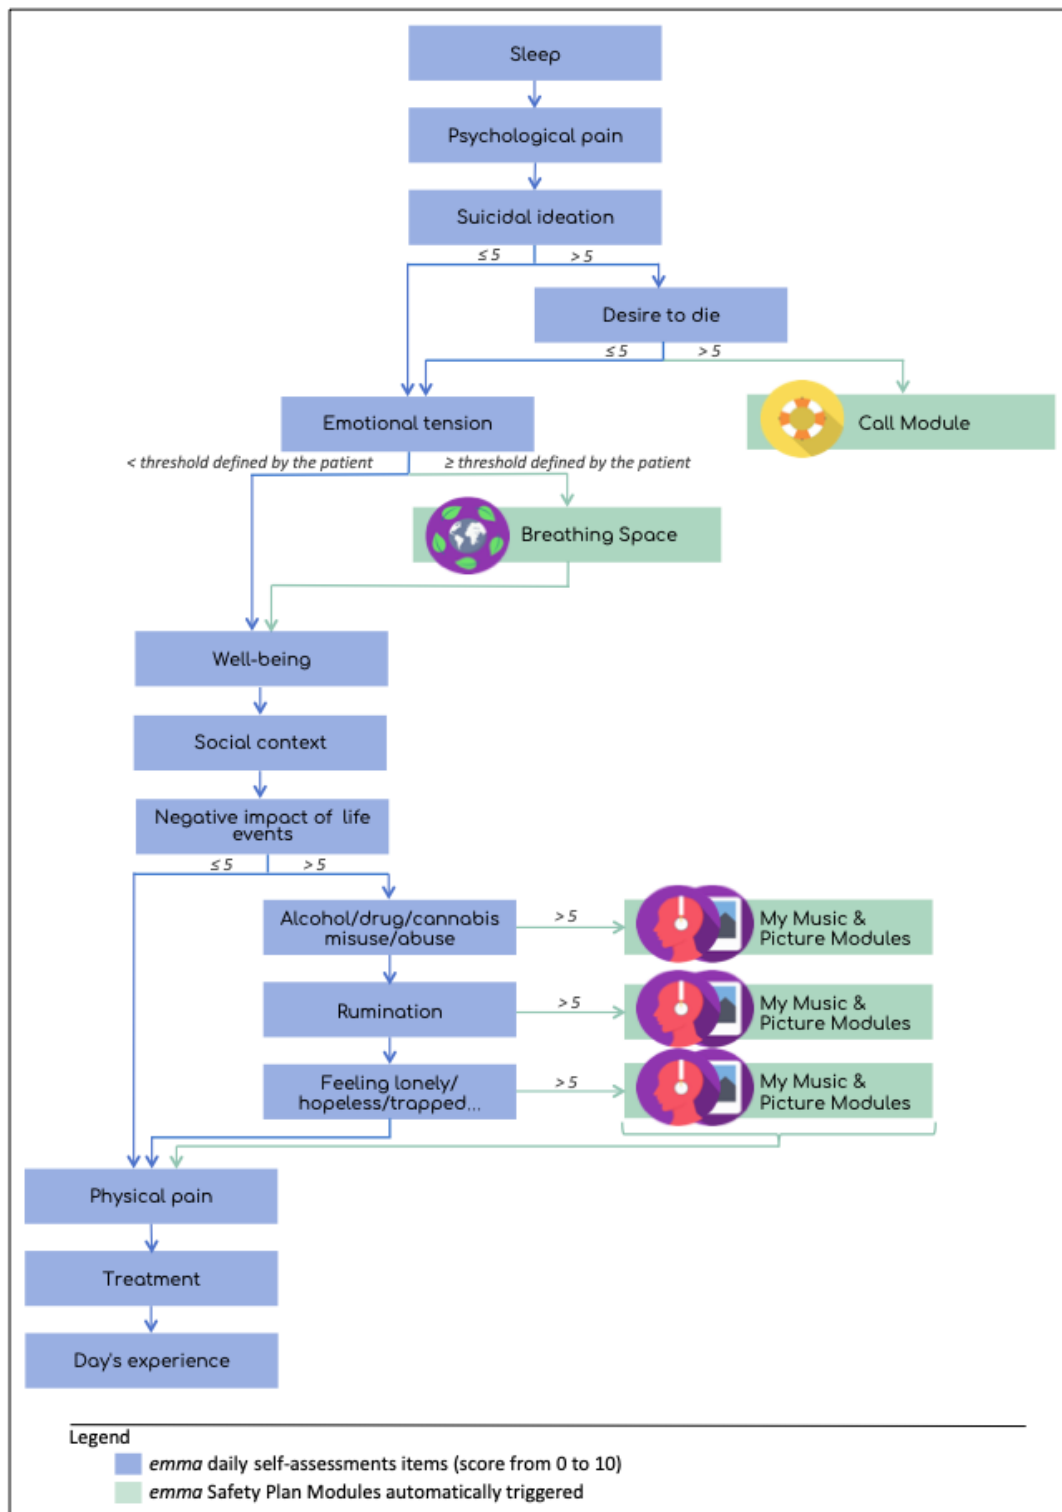 Sleep
Psychological pain
Suicidal ideation
≤ 5
> 5
Desire to die
≤ 5
> 5
Emotional tension
Call Module
< threshold defined by the patient
≥ threshold defined by the patient
Breathing Space
Well-being
Social context
Negative impact of life
events
≤ 5
> 5
Alcohol/drug/cannabis
misuse/abuse
> 5
My Music &
Picture Modules
Rumination
> 5
My Music &
Picture Modules
Feeling lonely/
hopeless/trapped...
> 5
My Music &
Picture Modules
Physical pain
Treatment
Day's experience
Legend
emma daily self-assessments items (score from 0 to 10)
emma Safety Plan Modules automatically triggered